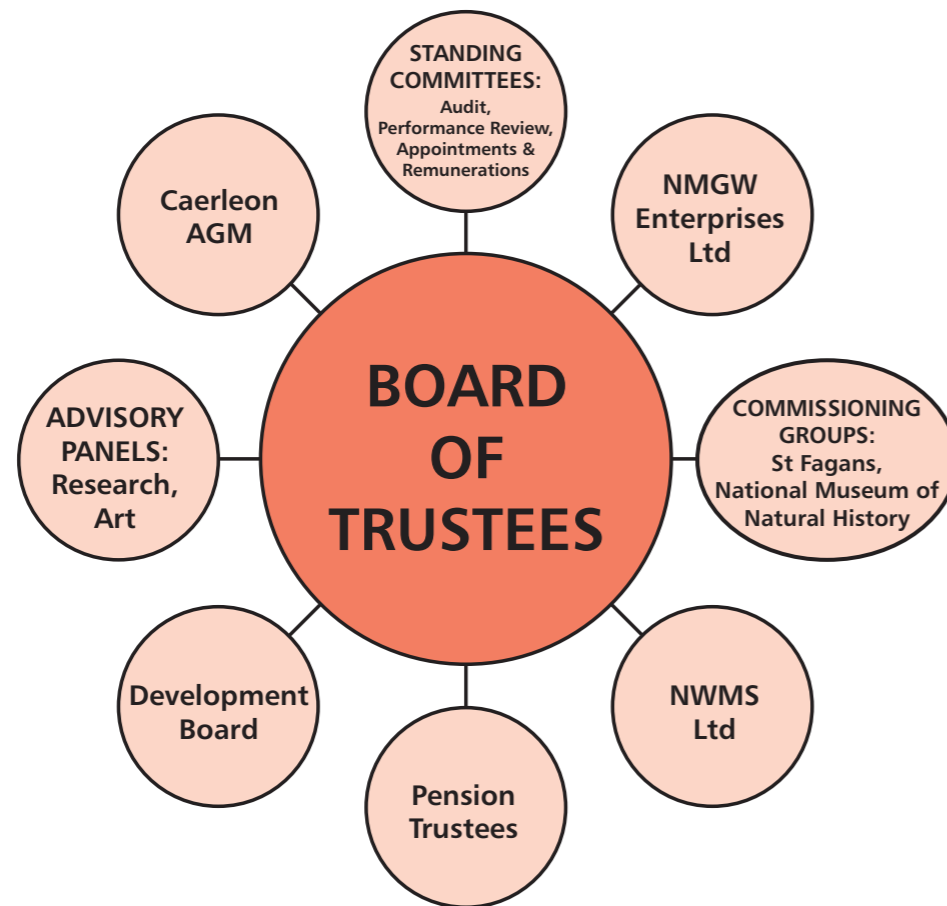 STANDING
COMMITTEES:
Audit,
Performance Review,
Appointments &
Remunerations
NMGW
Enterprises
Ltd
COMMISSIONING
GROUPS:
St Fagans,
National Museum of
Natural History
NWMS
Ltd
Pension
Trustees
Development
Board
ADVISORY
PANELS:
Research,
Art
Caerleon
AGM
BOARD
OF
TRUSTEES